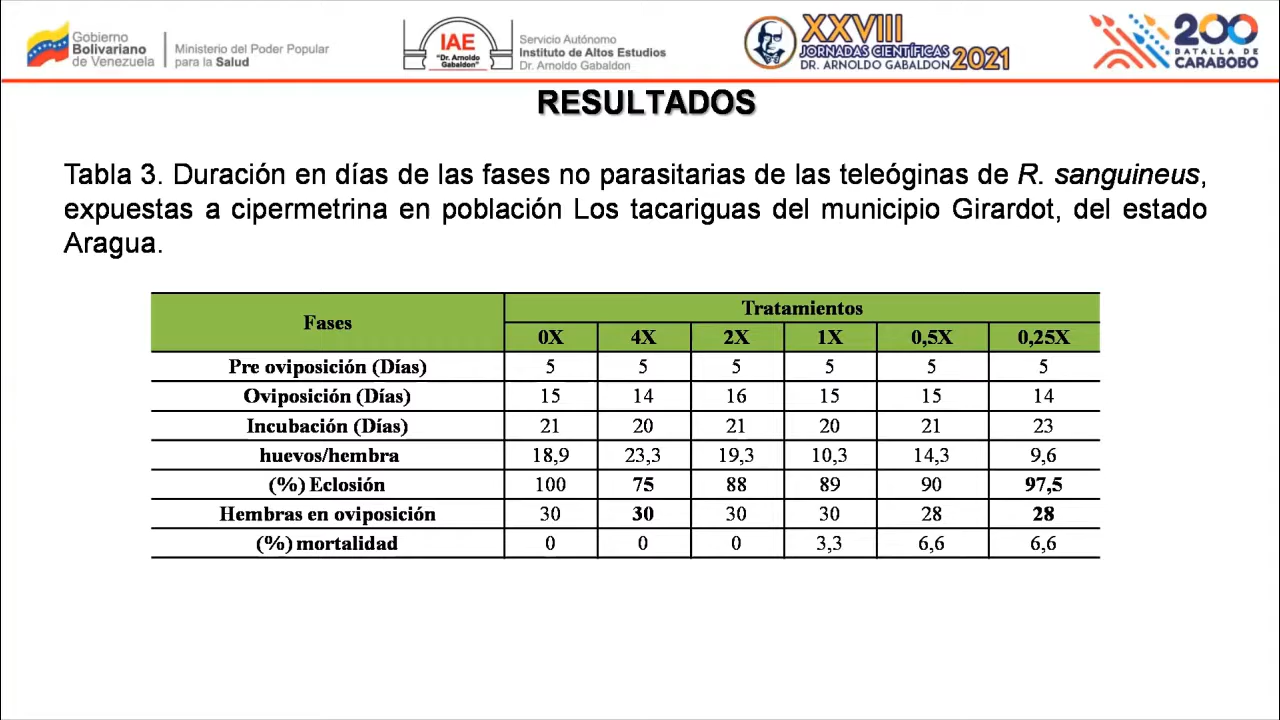 Gobierno
Bolivariano
de Venezuela
Ministerio del Poder Popular
para la Salud
IAE
"Dr. Arnoldo
Gabaldon"
Servicio Autónomo
Instituto de Altos Estudios
Dr. Arnoldo Gabaldon
XXVIII
JORNADAS CIENTÍFICAS
DR. ARNOLDO GABALDON 2021
200
BATALLA DE
CARABOBO
RESULTADOS
Tabla 3. Duración en días de las fases no parasitarias de las teleóginas de R. sanguineus,
expuestas a cipermetrina en población Los tacariguas del municipio Girardot, del estado
Aragua.
Fases Tratamientos
0X 4X 2X 1X 0,5X 0,25X
Pre oviposición (Días) 5 5 5 5 5 5
Oviposición (Días) 15 14 16 15 15 14
Incubación (Días) 21 20 21 20 21 23
huevos/hembra 18,9 23,3 19,3 10,3 14,3 9,6
(%) Eclosión 100 75 88 89 90 97,5
Hembras en oviposición 30 30 30 30 28 28
(%) mortalidad 0 0 0 3,3 6,6 6,6